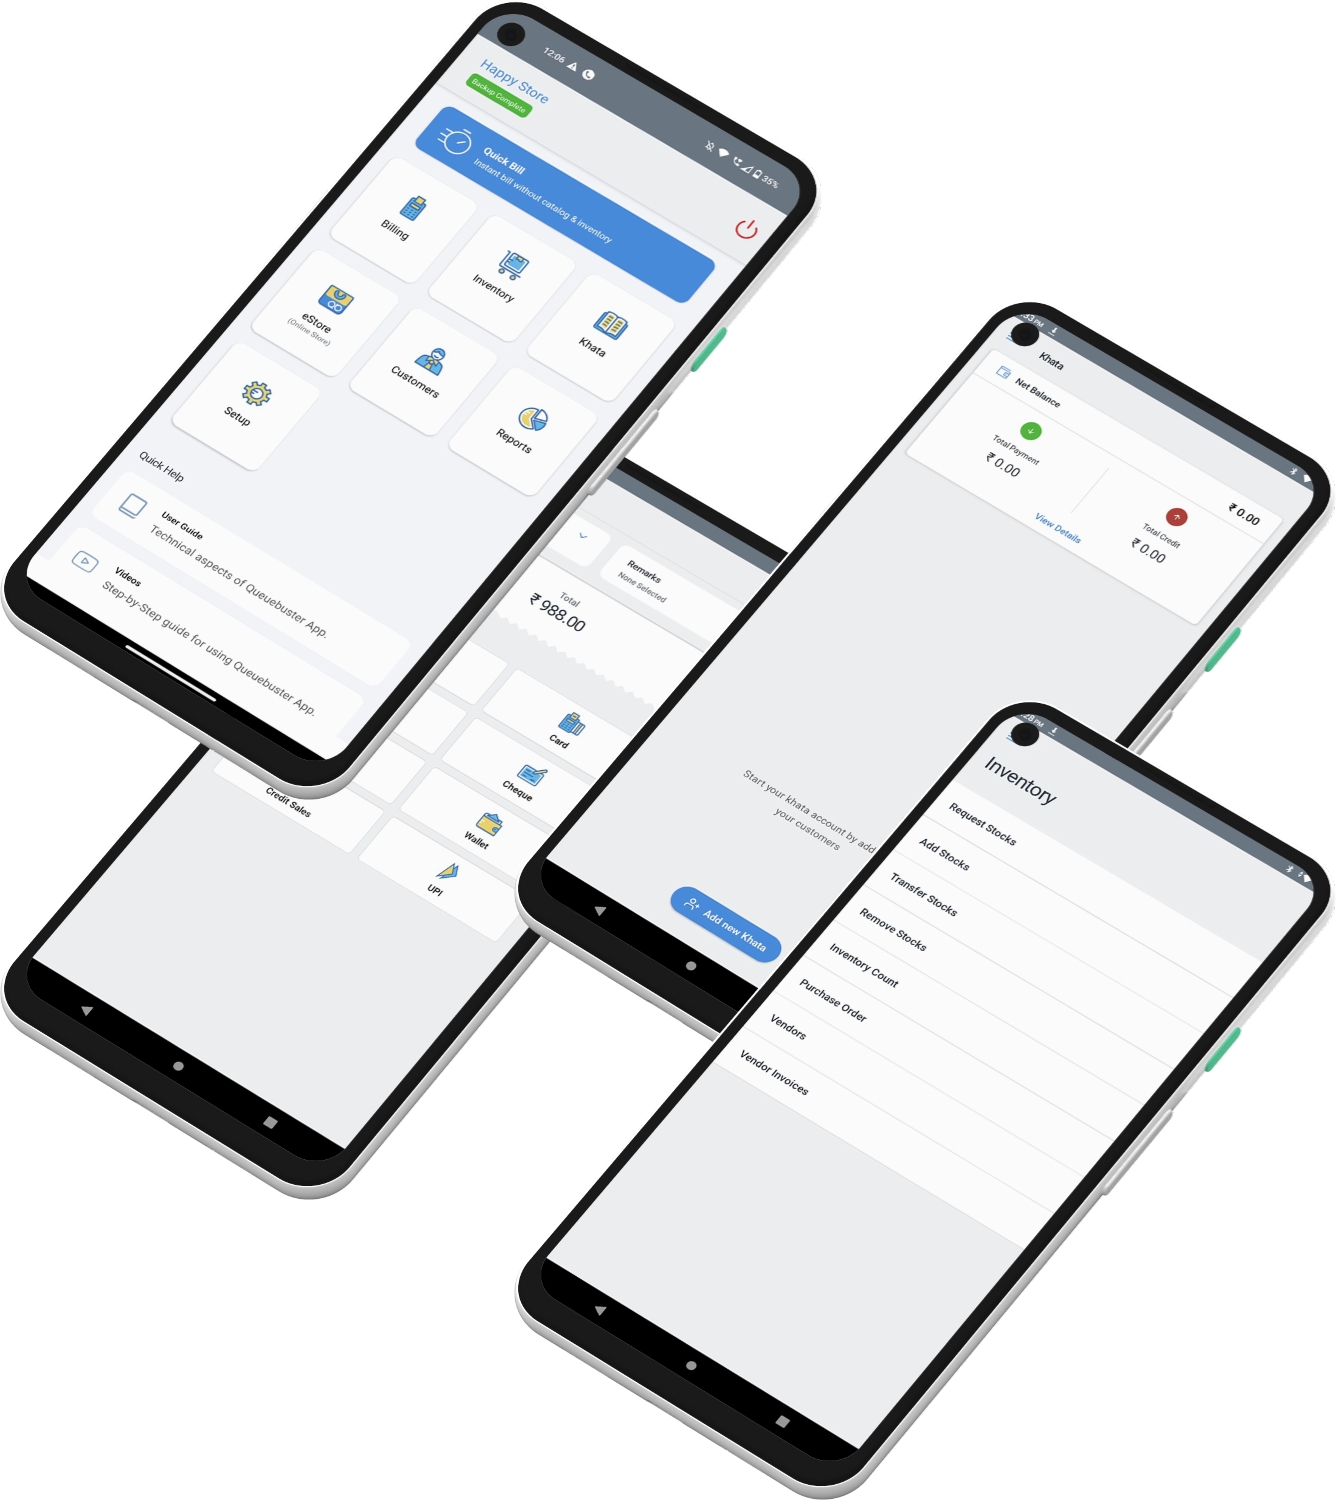 12:06
35%
Happy Store
Backup Complete
Quick Bill
Instant bill without catalog & inventory
Billing
Inventory
Khata
eStore
(Online Store)
Customers
Reports
Setup
Quick Help
User Guide
Technical aspects of Queuebuster App.
Videos
Step-by-Step guide for using Queuebuster App.
Remarks
None Selected
Total
₹ 988.00
Card
Cheque
Wallet
Credit Sales
UPI
:33 PM
Khata
Net Balance
₹ 0.00
Total Payment
₹ 0.00
Total Credit
₹ 0.00
View Details
Start your khata account by add
your customers
Add new Khata
:28 PM
Inventory
Request Stocks
Add Stocks
Transfer Stocks
Remove Stocks
Inventory Count
Purchase Order
Vendors
Vendor Invoices